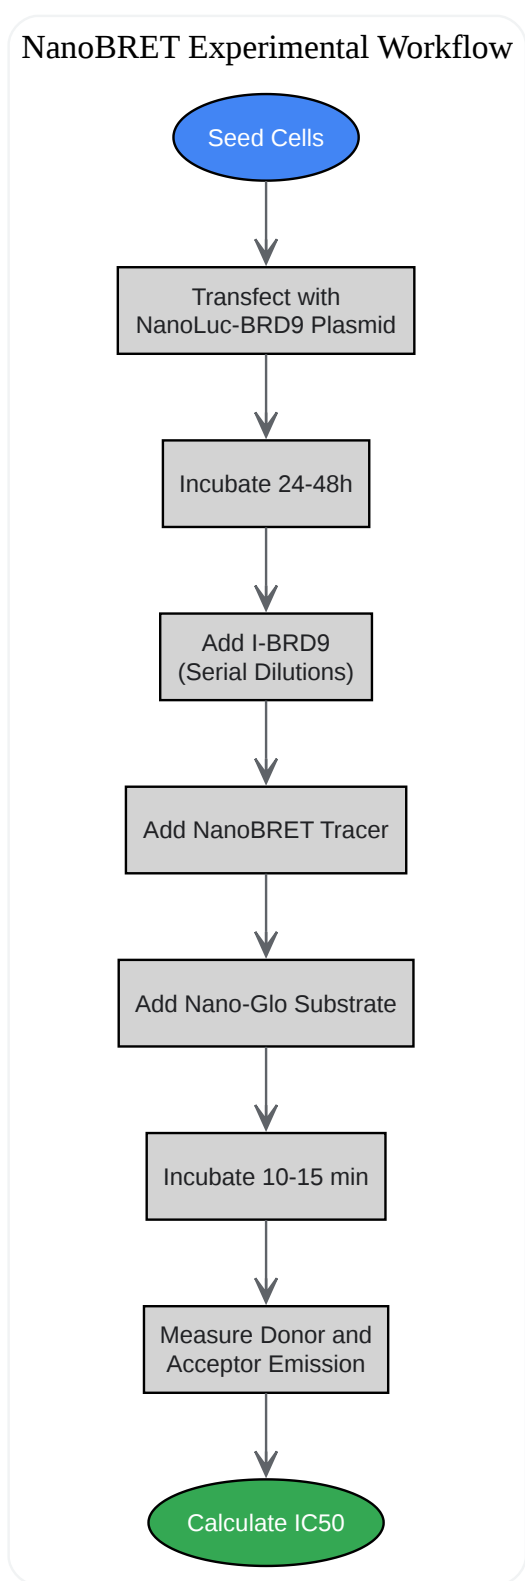 NanoBRET Experimental Workflow
Seed Cells
Transfect with
NanoLuc-BRD9 Plasmid
Incubate 24-48h
Add I-BRD9
(Serial Dilutions)
Add NanoBRET Tracer
Add Nano-Glo Substrate
Incubate 10-15 min
Measure Donor and
Acceptor Emission
Calculate IC50